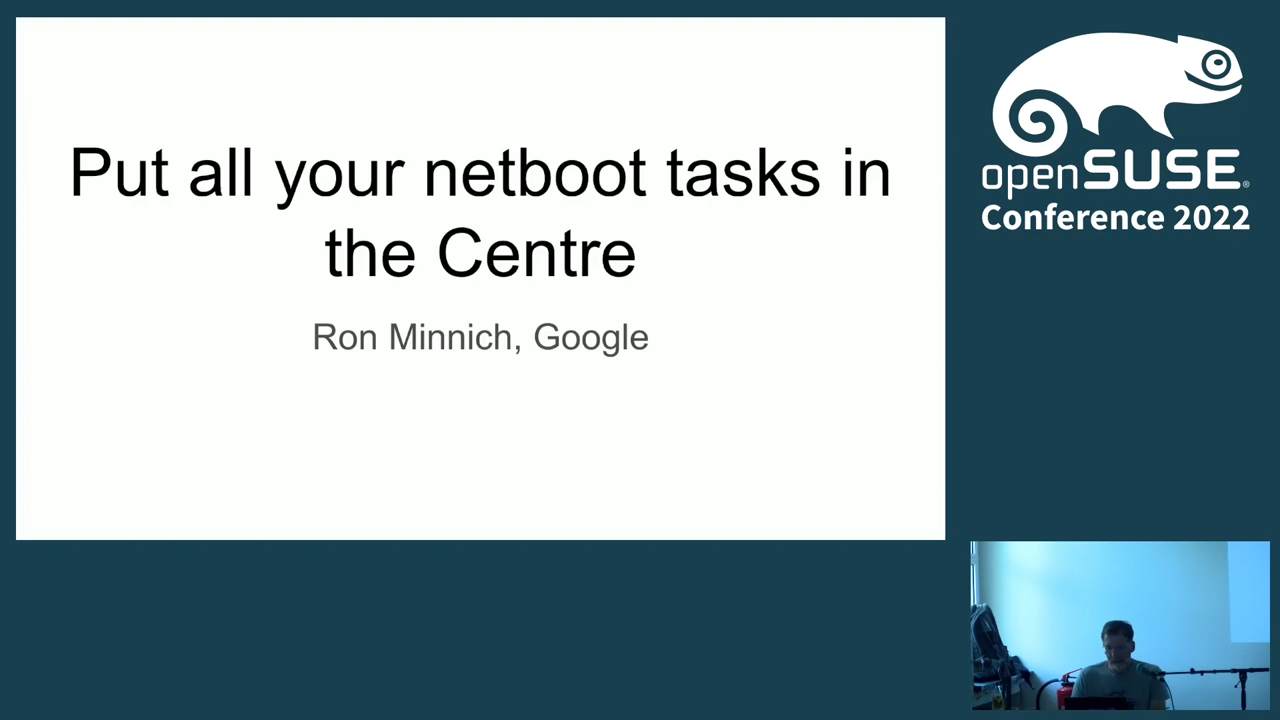 Put all your netboot tasks in
the Centre
Ron Minnich, Google
openSUSE®
Conference 2022